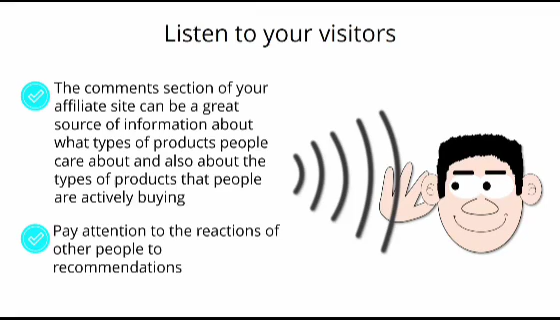 Listen to your visitors
The comments section of your
affiliate site can be a great
source of information about
what types of products people
care about and also about the
types of products that people
are actively buying
Pay attention to the reactions of
other people to
recommendations